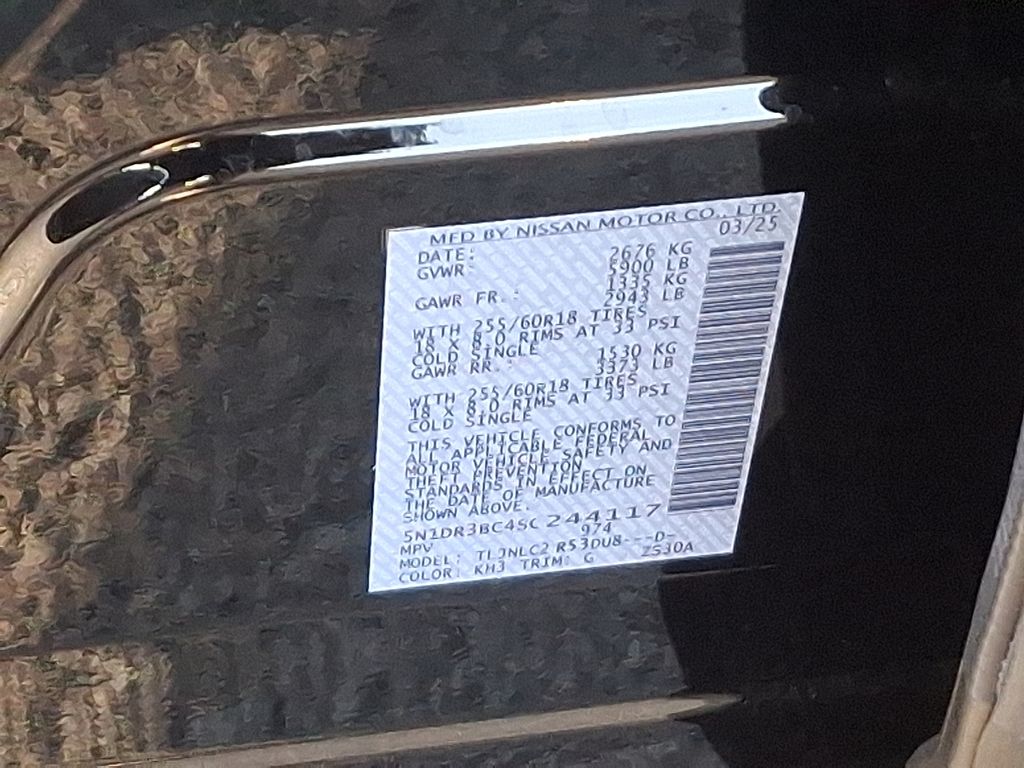 MFD BY NISSAN MOTOR CO., LTD.
DATE: 03/25
GVWR: 2676 KG
5900 LB
GAWR FR.: 1335 KG
2943 LB
WITH 255/60R18 TIRES
18 X 8.0 RIMS AT 33 PSI
COLD SINGLE
GAWR RR.: 1530 KG
3373 LB
WITH 255/60R18 TIRES
18 X 8.0 RIMS AT 33 PSI
COLD SINGLE
THIS VEHICLE CONFORMS TO
ALL APPLICABLE FEDERAL
MOTOR VEHICLE SAFETY AND
THEFT PREVENTION
STANDARDS IN EFFECT ON
THE DATE OF MANUFACTURE
SHOWN ABOVE.
5N1DR3BC4SC244117
MPV 974
MODEL: TLJNLC2 R53DU8---D-
COLOR: KH3 TRIM: G Z530A